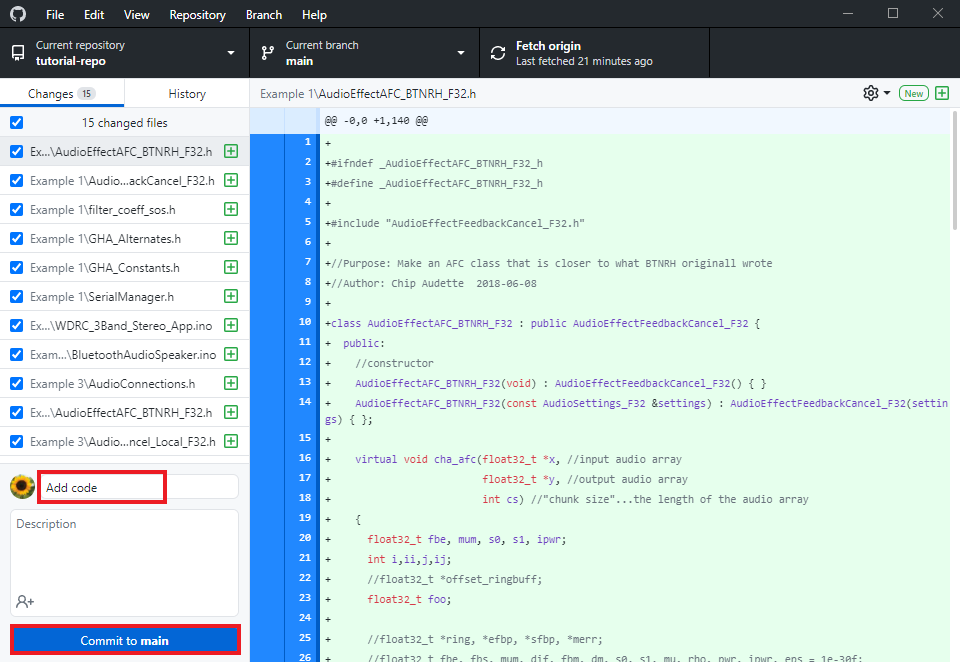 File Edit View Repository Branch Help
Current repository
tutorial-repo
Current branch
main
Fetch origin
Last fetched 21 minutes ago
Changes 15 History
15 changed files
Ex...\AudioEffectAFC_BTNRH_F32.h
Example 1\Audio...ackCancel_F32.h
Example 1\filter_coeff_sos.h
Example 1\GHA_Alternates.h
Example 1\GHA_Constants.h
Example 1\SerialManager.h
Ex...\WDRC_3Band_Stereo_App.ino
Exam...\BluetoothAudioSpeaker.ino
Example 3\AudioConnections.h
Ex...\AudioEffectAFC_BTNRH_F32.h
Example 3\Audio...ncel_Local_F32.h
Add code
Description
Commit to main
Example 1\AudioEffectAFC_BTNRH_F32.h New
@@ -0,0 +1,140 @@
1 +
2 +#ifndef _AudioEffectAFC_BTNRH_F32_h
3 +#define _AudioEffectAFC_BTNRH_F32_h
4 +
5 +#include "AudioEffectFeedbackCancel_F32.h"
6 +
7 +//Purpose: Make an AFC class that is closer to what BTNRH originall wrote
8 +//Author: Chip Audette  2018-06-08
9 +
10 +class AudioEffectAFC_BTNRH_F32 : public AudioEffectFeedbackCancel_F32 {
11 +  public:
12 +    //constructor
13 +    AudioEffectAFC_BTNRH_F32(void) : AudioEffectFeedbackCancel_F32() { }
14 +    AudioEffectAFC_BTNRH_F32(const AudioSettings_F32 &settings) : AudioEffectFeedbackCancel_F32(settin
gs) { };
15 +
16 +    virtual void cha_afc(float32_t *x, //input audio array
17 +                         float32_t *y, //output audio array
18 +                         int cs) //"chunk size"...the length of the audio array
19 +    {
20 +      float32_t fbe, mum, s0, s1, ipwr;
21 +      int i,ii,j,ij;
22 +      //float32_t *offset_ringbuff;
23 +      float32_t foo;
24 +
25 +      //float32_t *ring, *efbp, *sfbp, *merr;
26 +      //float32_t fbe, fbs, mum, dif, fbm, dm, s0, s1, mu, rho, pwr, ipwr, eps = 1e-30f;